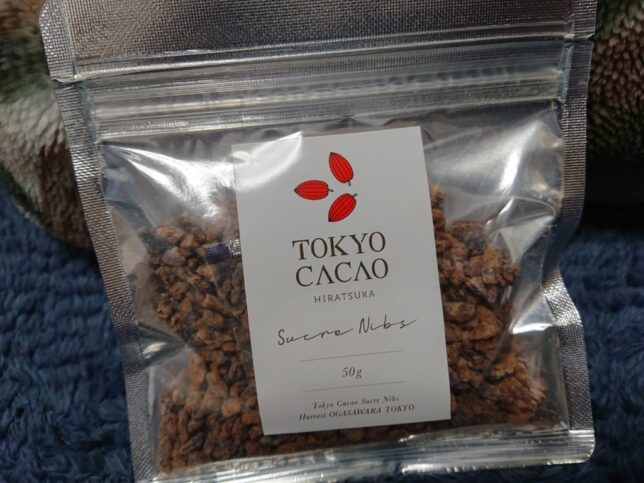 TOKYO
CACAO
HIRATSUKA
Sucre Nibs
50g
Tokyo Cacao Sucre Nibs
Harvest OGASAWARA TOKYO